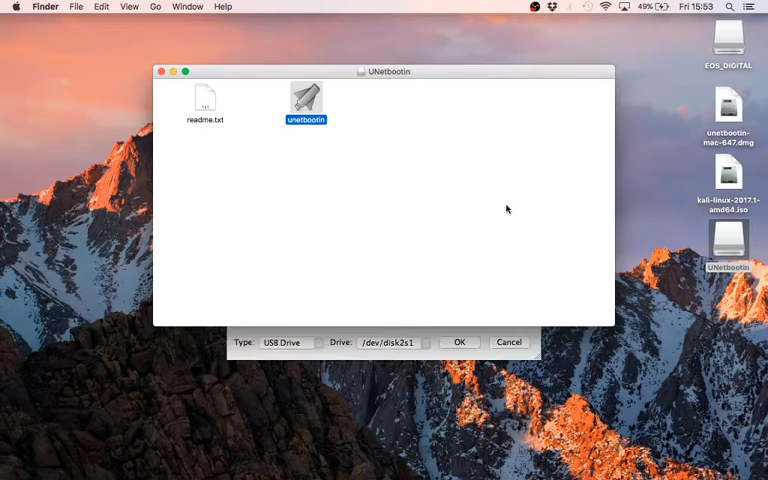 Finder File Edit View Go Window Help 49% Fri 15:53
EOS_DIGITAL
UNetbootin
readme.txt
TXT
unetbootin
unetbootin-
mac-647.dmg
kali-linux-2017.1-
amd64.iso
UNetbootin
Type: USB Drive Drive: /dev/disk2s1 OK Cancel